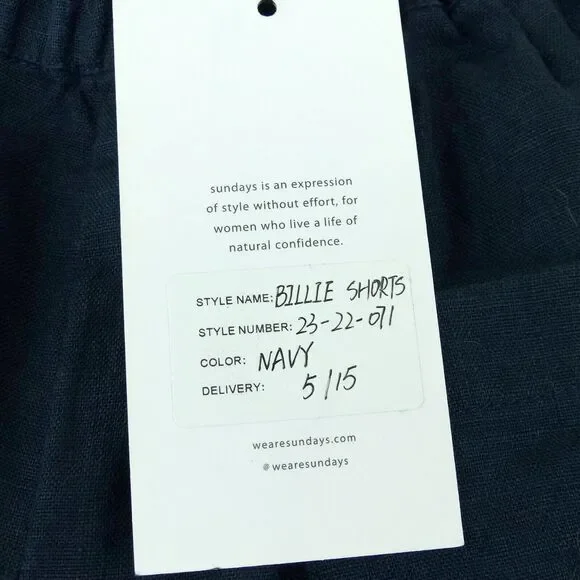 sundays is an expression
of style without effort, for
women who live a life of
natural confidence.
STYLE NAME: BILLIE SHORTS
STYLE NUMBER: 23-22-071
COLOR: NAVY
DELIVERY: 5/15
wearesundays.com
@wearesundays